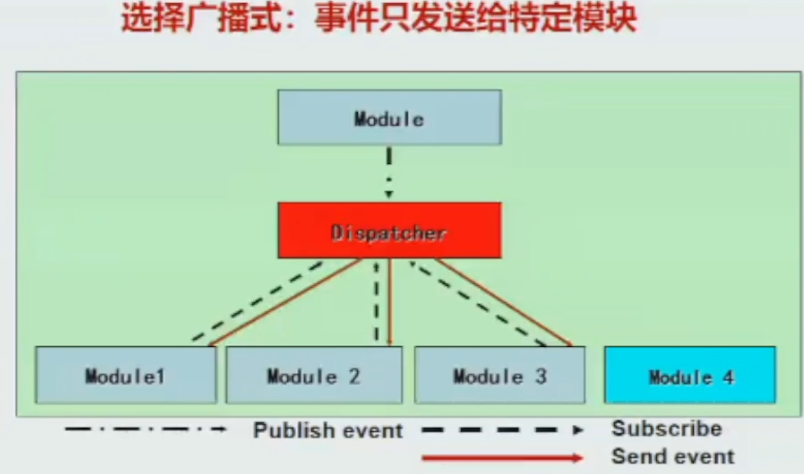 选择广播式：事件只发送给特定模块
Module
Dispatcher
Module1
Module 2
Module 3
Module 4
Publish event
Subscribe
Send event